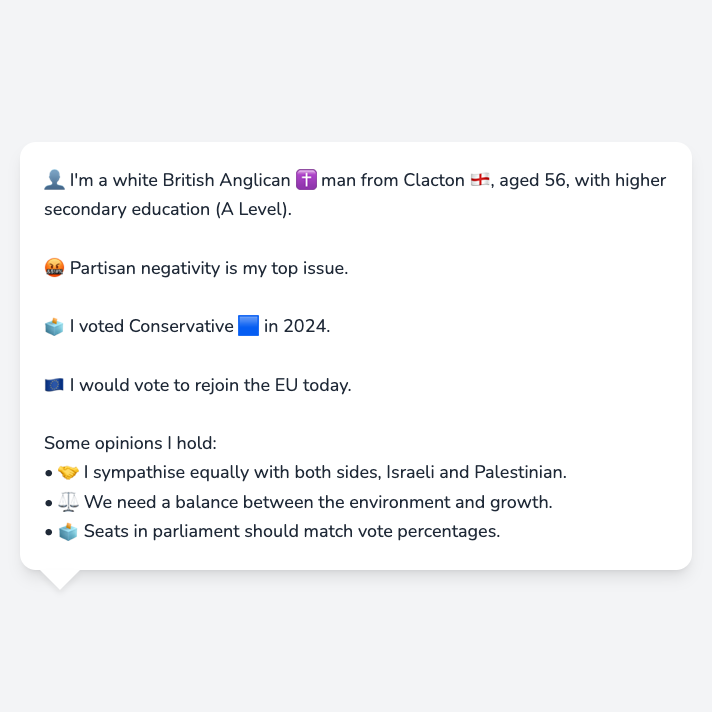 👤 I'm a white British Anglican ✝️ man from Clacton 🏴󠁧󠁢󠁥󠁮󠁧󠁿, aged 56, with higher
secondary education (A Level).
🤬 Partisan negativity is my top issue.
🗳️ I voted Conservative 🟦 in 2024.
🇪🇺 I would vote to rejoin the EU today.
Some opinions I hold:
• 🤝 I sympathise equally with both sides, Israeli and Palestinian.
• ⚖️ We need a balance between the environment and growth.
• 🗳️ Seats in parliament should match vote percentages.